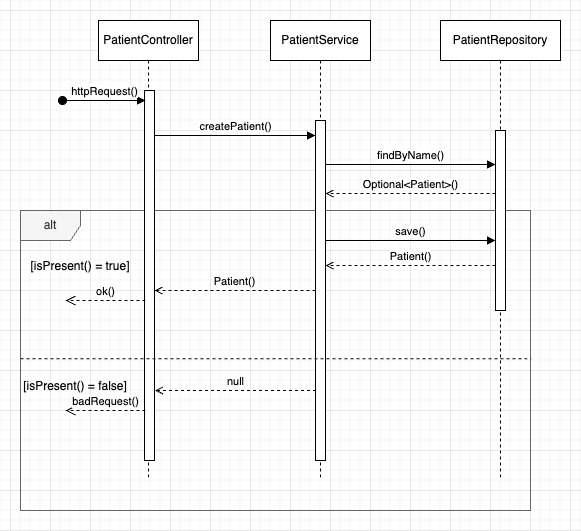 PatientController
PatientService
PatientRepository
httpRequest()
createPatient()
findByName()
Optional<Patient>()
alt
save()
Patient()
[isPresent() = true]
Patient()
ok()
[isPresent() = false]
null
badRequest()